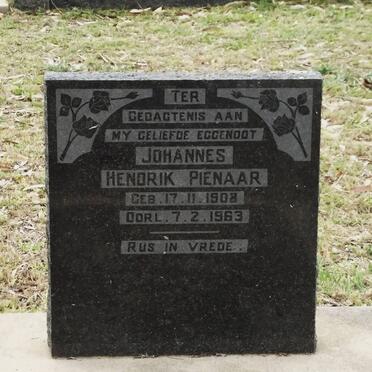 TER
GEDAGTENIS AAN
MY GELIEFDE EGGENOOT
JOHANNES
HENDRIK PIENAAR
GEB. 17.11.1908
OORL. 7.2.1963
RUS IN VREDE.